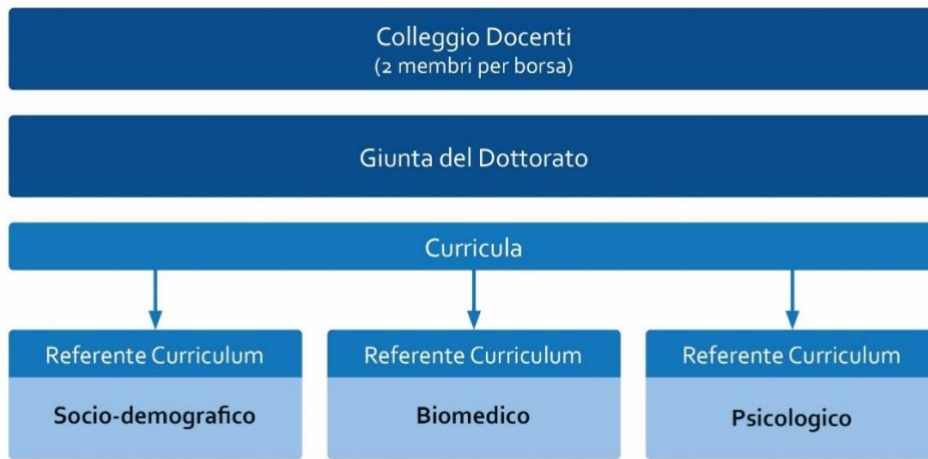 Colleggio Docenti
(2 membri per borsa)
Giunta del Dottorato
Curricula
Referente Curriculum
Socio-demografico
Referente Curriculum
Biomedico
Referente Curriculum
Psicologico